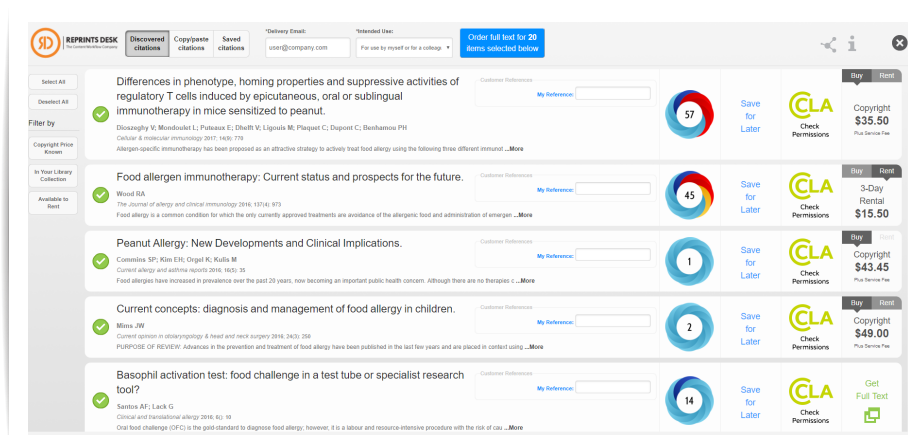 RD
REPRINTS DESK
The Content Workflow Company
Discovered
citations
Copy/paste
citations
Saved
citations
*Delivery Email:
user@company.com
*Intended Use:
For use by myself or for a colleagu
Order full text for 20
items selected below
Select All
Deselect All
Filter by
Copyright Price
Known
In Your Library
Collection
Available to
Rent
Differences in phenotype, homing properties and suppressive activities of
regulatory T cells induced by epicutaneous, oral or sublingual
immunotherapy in mice sensitized to peanut.
Dioszeghy V; Mondoulet L; Puteaux E; Dhelft V; Ligouis M; Plaquet C; Dupont C; Benhamou PH
Cellular & molecular immunology 2017; 14(9): 770
Allergen-specific immunotherapy has been proposed as an attractive strategy to actively treat food allergy using the following three different immunot ...More
Customer References
My Reference:
57
Save
for
Later
CLA
Check
Permissions
Buy Rent
Copyright
$35.50
Plus Service Fee
Food allergen immunotherapy: Current status and prospects for the future.
Wood RA
The Journal of allergy and clinical immunology 2016; 137(4): 973
Food allergy is a common condition for which the only currently approved treatments are avoidance of the allergenic food and administration of emergen ...More
Customer References
My Reference:
45
Save
for
Later
CLA
Check
Permissions
Buy Rent
3-Day
Rental
$15.50
Peanut Allergy: New Developments and Clinical Implications.
Commins SP; Kim EH; Orgel K; Kulis M
Current allergy and asthma reports 2016; 16(5): 35
Food allergies have increased in prevalence over the past 20 years, now becoming an important public health concern. Although there are no therapies c ...More
Customer References
My Reference:
1
Save
for
Later
CLA
Check
Permissions
Buy Rent
Copyright
$43.45
Plus Service Fee
Current concepts: diagnosis and management of food allergy in children.
Mims JW
Current opinion in otolaryngology & head and neck surgery 2016; 24(3): 250
PURPOSE OF REVIEW: Advances in the prevention and treatment of food allergy have been published in the last few years and are placed in context using ...More
Customer References
My Reference:
2
Save
for
Later
CLA
Check
Permissions
Buy Rent
Copyright
$49.00
Plus Service Fee
Basophil activation test: food challenge in a test tube or specialist research
tool?
Santos AF; Lack G
Clinical and translational allergy 2016; 6(): 10
Oral food challenge (OFC) is the gold-standard to diagnose food allergy; however, it is a labour and resource-intensive procedure with the risk of cau ...More
Customer References
My Reference:
14
Save
for
Later
CLA
Check
Permissions
Get
Full Text